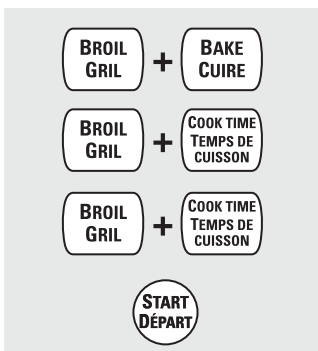 BROIL BAKE
GRIL + CUIRE
BROIL COOK TIME
GRIL + TEMPS DE
CUISSON
BROIL COOK TIME
GRIL + TEMPS DE
CUISSON
START
DÉPART